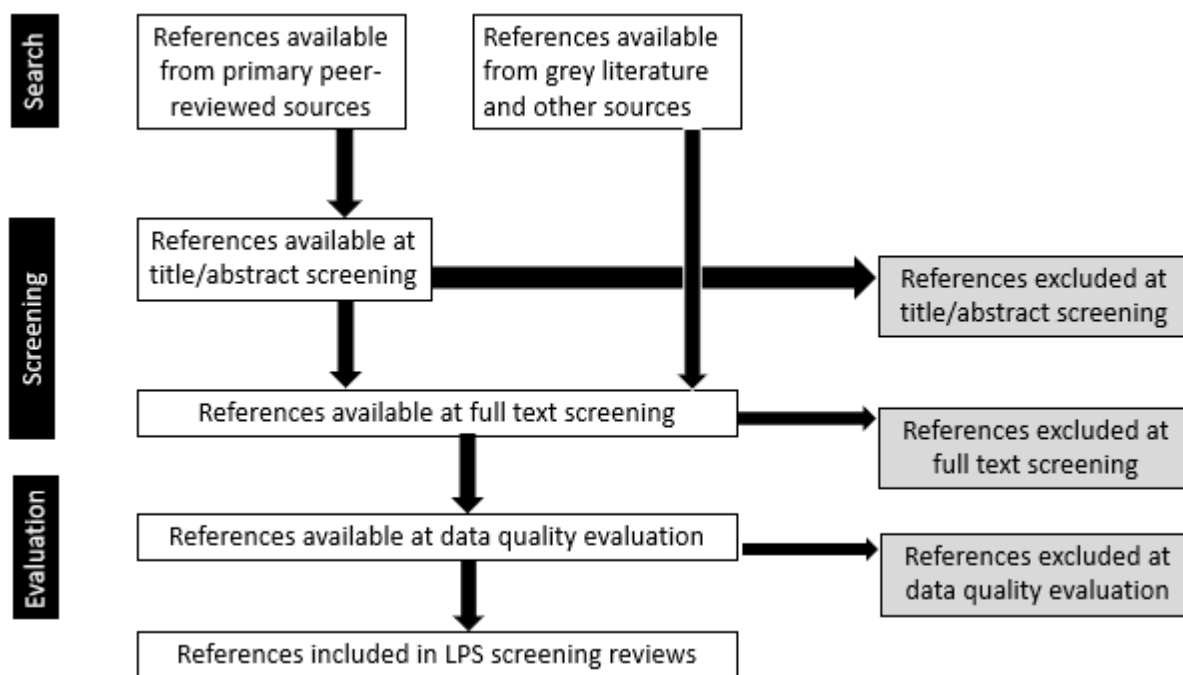 Search
References available
from primary peer-
reviewed sources
References available
from grey literature
and other sources
Screening
References available at
title/abstract screening
References excluded at
title/abstract screening
References available at full text screening
References excluded at
full text screening
Evaluation
References available at data quality evaluation
References excluded at
data quality evaluation
References included in LPS screening reviews